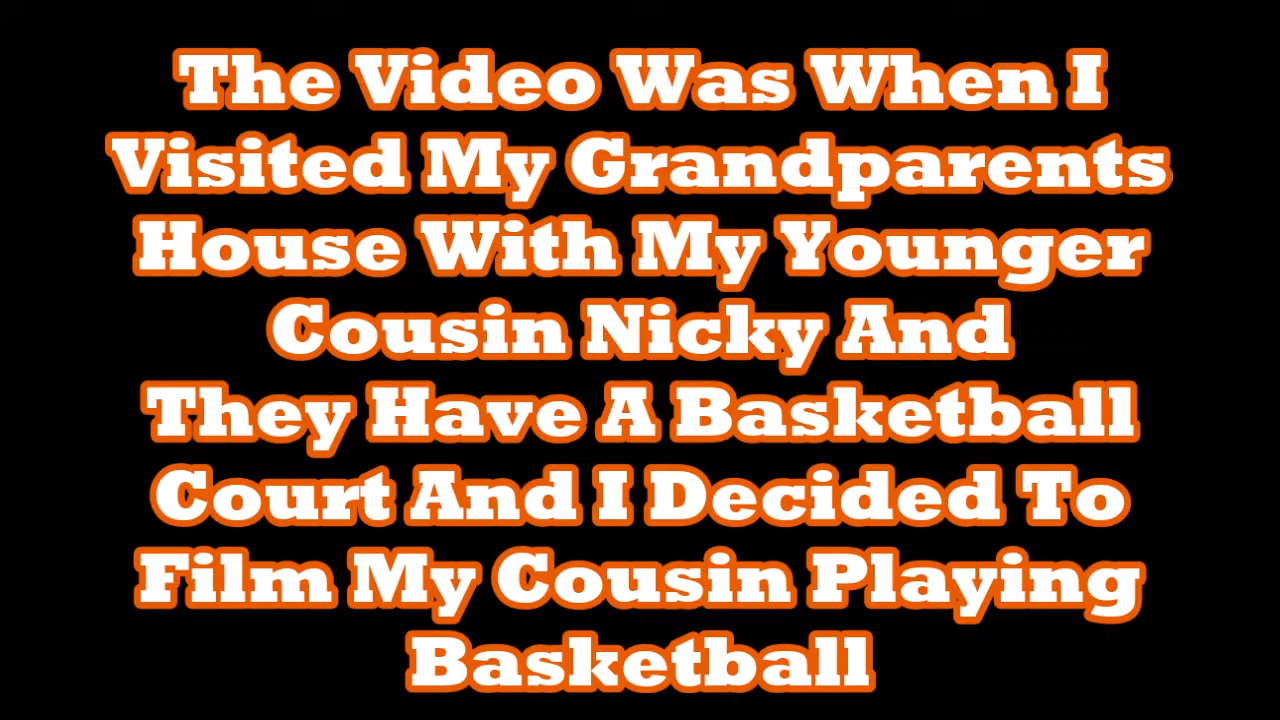 The Video Was When I
Visited My Grandparents
House With My Younger
Cousin Nicky And
They Have A Basketball
Court And I Decided To
Film My Cousin Playing
Basketball